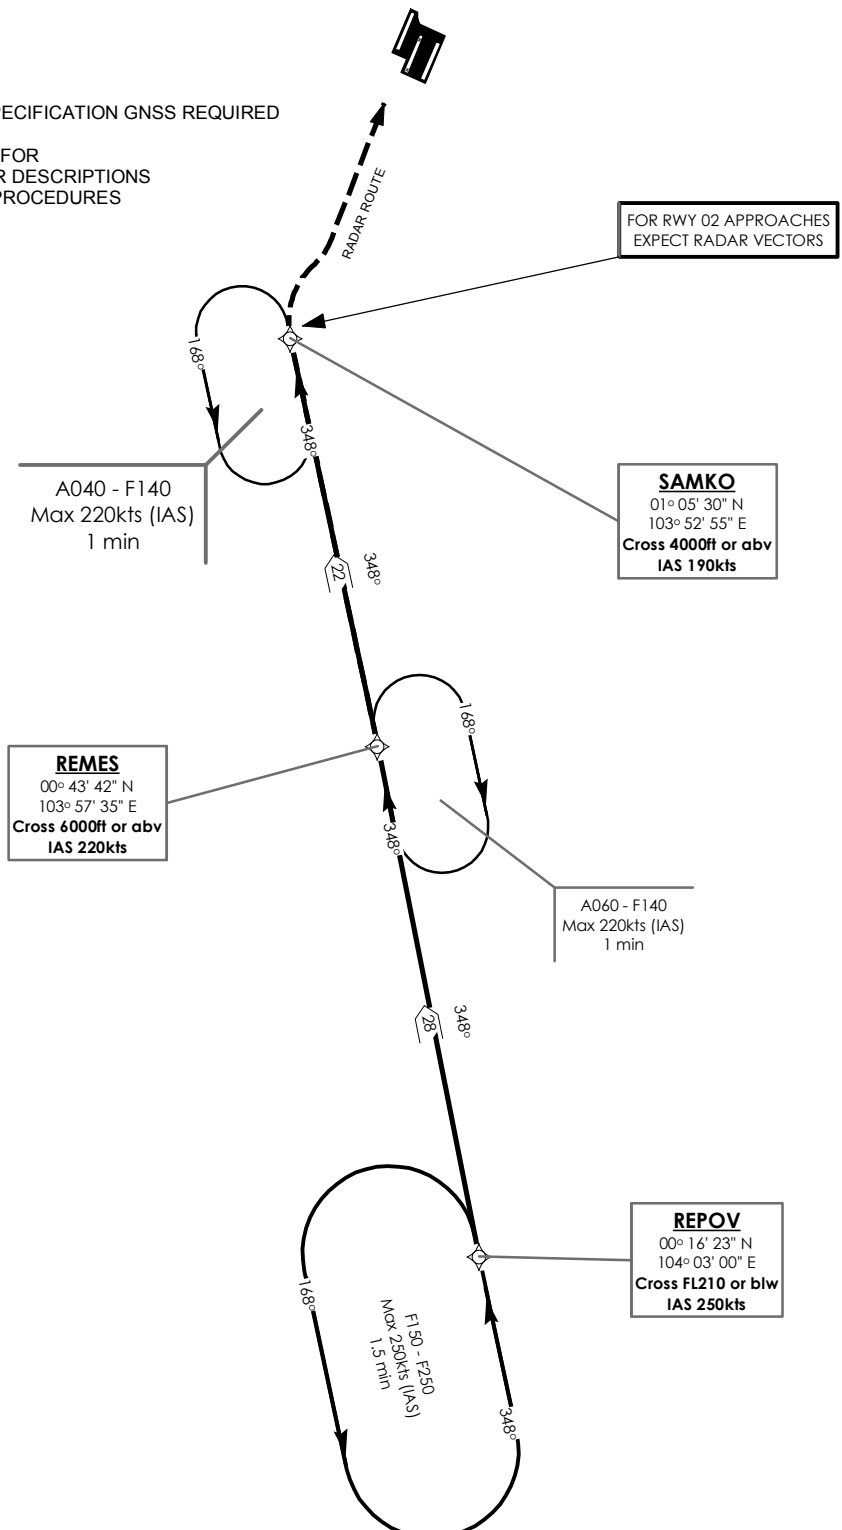 PECIFICATION GNSS REQUIRED
FOR
R DESCRIPTIONS
PROCEDURES
RADAR ROUTE
FOR RWY 02 APPROACHES
EXPECT RADAR VECTORS
168°
348°
A040 - F140
Max 220kts (IAS)
1 min
SAMKO
01° 05' 30" N
103° 52' 55" E
Cross 4000ft or abv
IAS 190kts
22
348°
168°
REMES
00° 43' 42" N
103° 57' 35" E
Cross 6000ft or abv
IAS 220kts
348°
A060 - F140
Max 220kts (IAS)
1 min
28
348°
REPOV
00° 16' 23" N
104° 03' 00" E
Cross FL210 or blw
IAS 250kts
168°
F150 - F250
Max 250kts (IAS)
1.5 min
348°